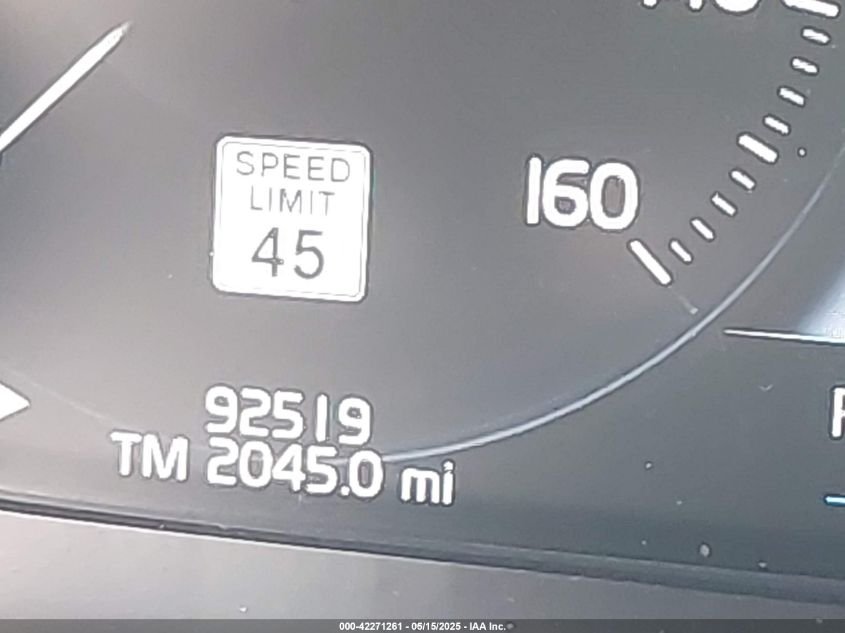 SPEED
LIMIT
45
160
92519
TM 2045.0 mi
000-42271261 - 06/15/2025 - IAA Inc.